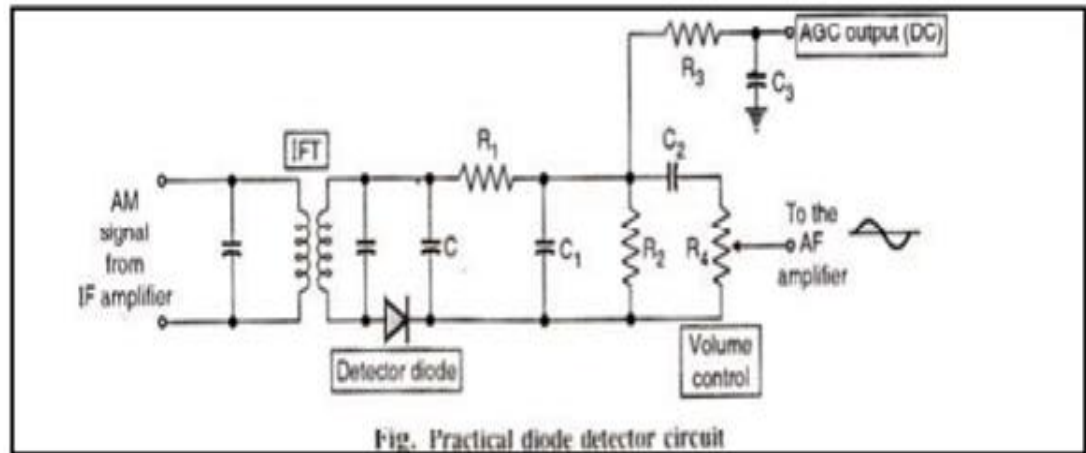 AGC output (DC)
R3
C3
IFT
R1
C2
AM
signal
from
IF amplifier
C
C1
R2
R4
To the
AF
amplifier
Detector diode
Volume
control
Fig. Practical diode detector circuit